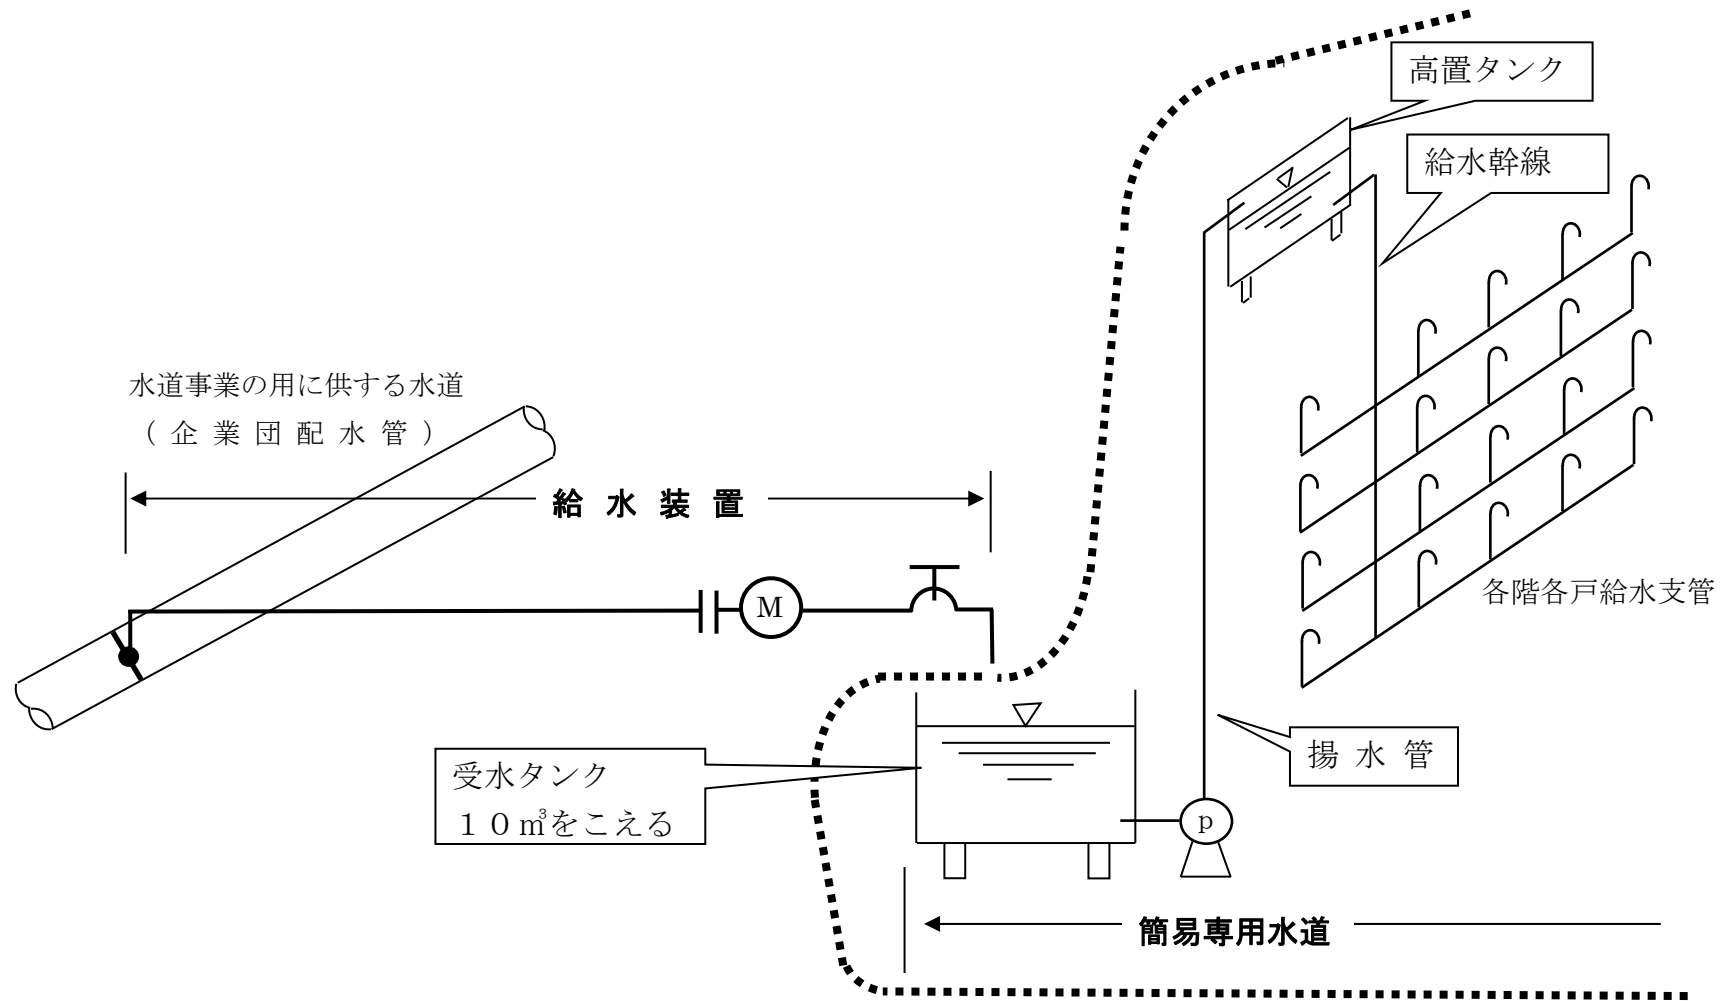 高置タンク
給水幹線
水道事業の用に供する水道
（企業団配水管）
給水装置
M
各階各戸給水支管
揚水管
受水タンク
１０㎥をこえる
p
簡易専用水道